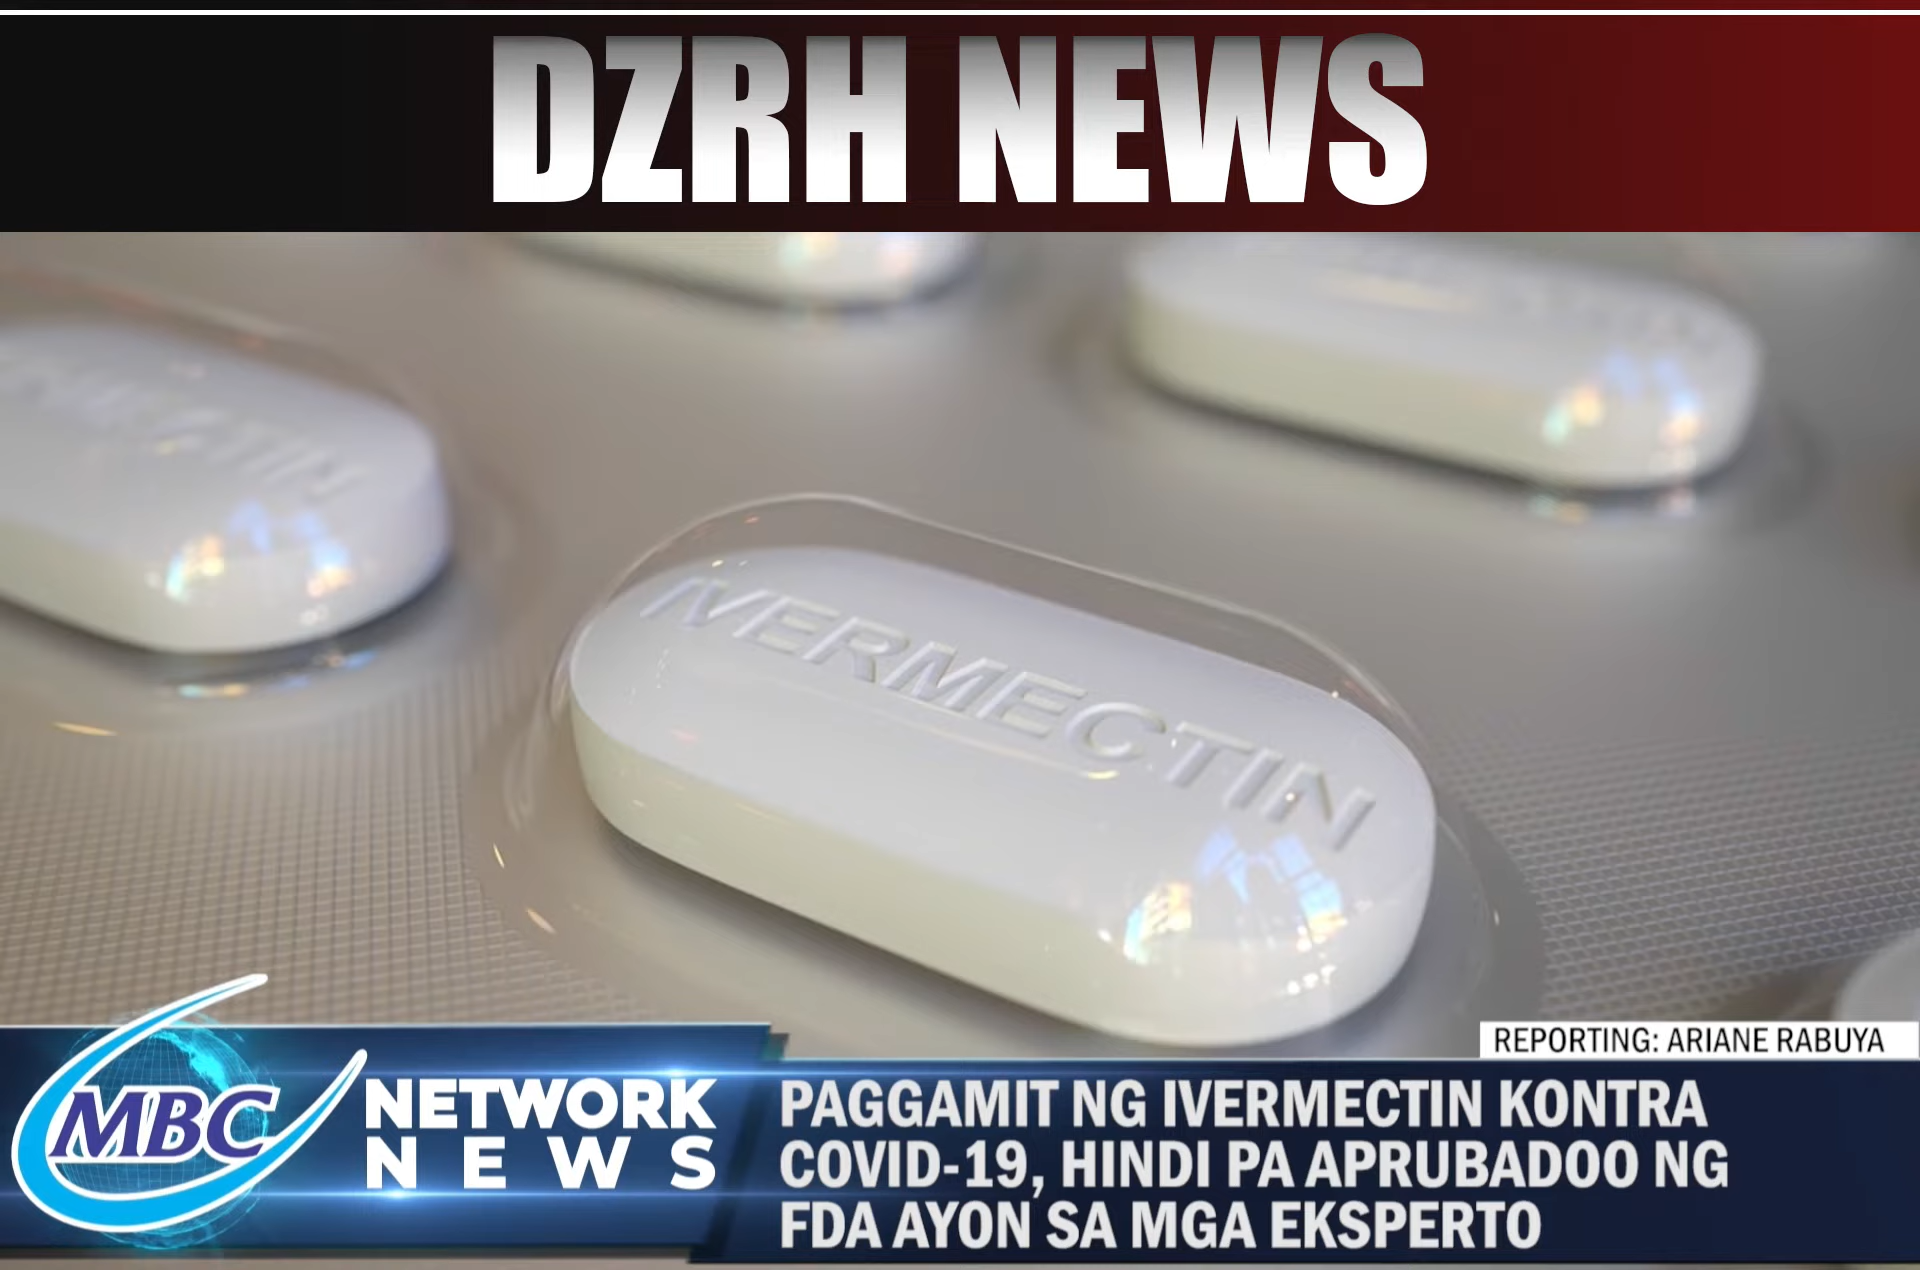 DZRH NEWS
IVERMECTIN
REPORTING: ARIANE RABUYA
MBC
NETWORK
NEWS
PAGGAMIT NG IVERMECTIN KONTRA
COVID-19, HINDI PA APRUBADOO NG
FDA AYON SA MGA EKSPERTO